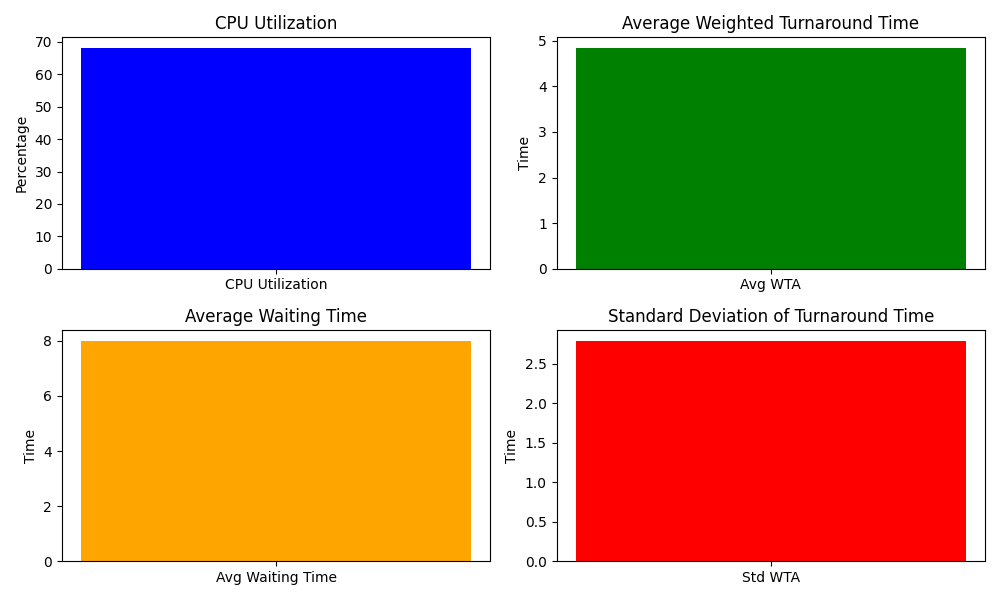 CPU Utilization
Percentage
70
60
50
40
30
20
10
0
CPU Utilization
Average Weighted Turnaround Time
Time
5
4
3
2
1
0
Avg WTA
Average Waiting Time
Time
8
6
4
2
0
Avg Waiting Time
Standard Deviation of Turnaround Time
Time
2.5
2.0
1.5
1.0
0.5
0.0
Std WTA